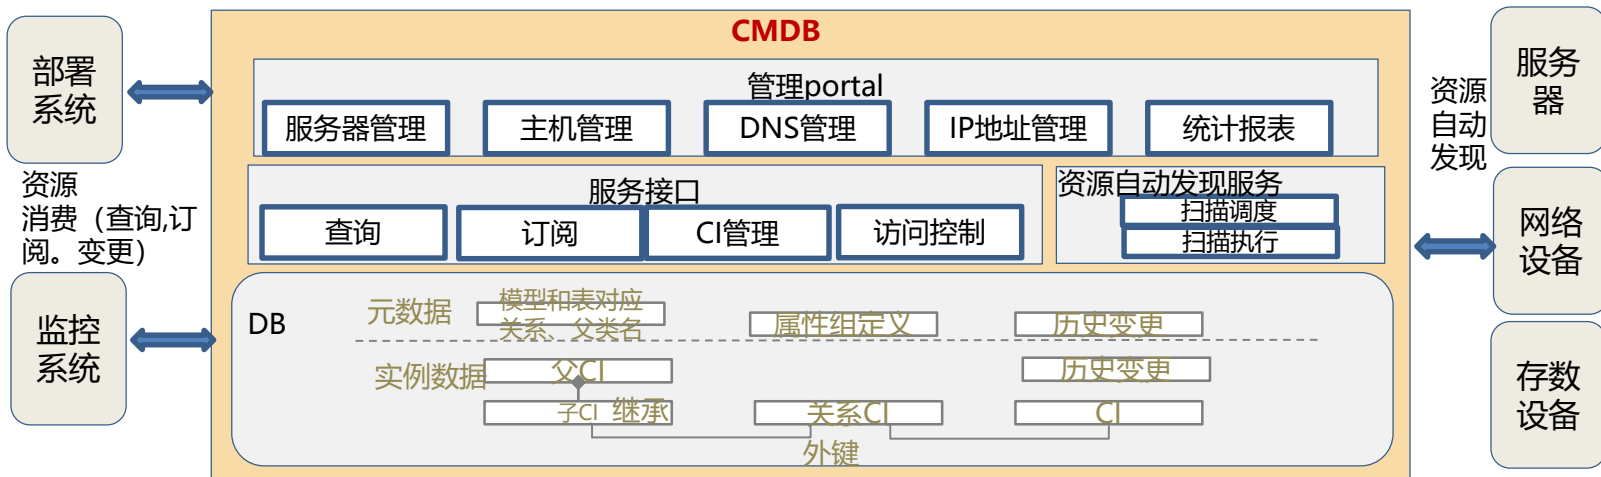 CMDB
部署
系统
资源
消费（查询,订
阅。变更）
监控
系统
管理portal
服务器管理
主机管理
DNS管理
IP地址管理
统计报表
服务接口
查询
订阅
CI管理
访问控制
资源自动发现服务
扫描调度
扫描执行
DB
元数据
模型和表对应
关系、父类名
属性组定义
历史变更
实例数据
父CI
历史变更
子CI
继承
关系CI
CI
外键
资源
自动
发现
服务
器
网络
设备
存数
设备